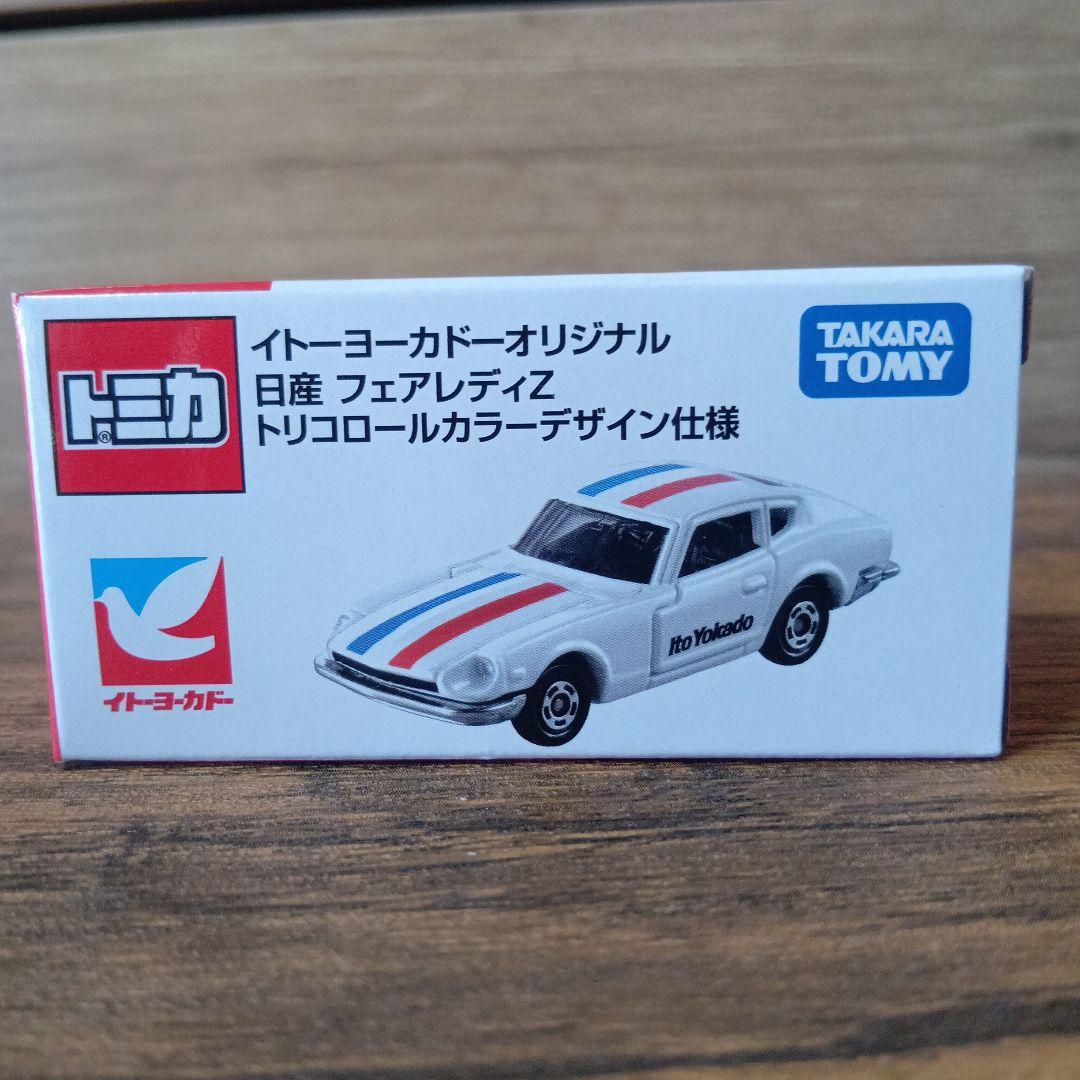 トミカ
®
イトーヨーカドーオリジナル
日産 フェアレディZ
トリコロールカラーデザイン仕様
TAKARA
TOMY
Ito Yokado
イトーヨーカドー